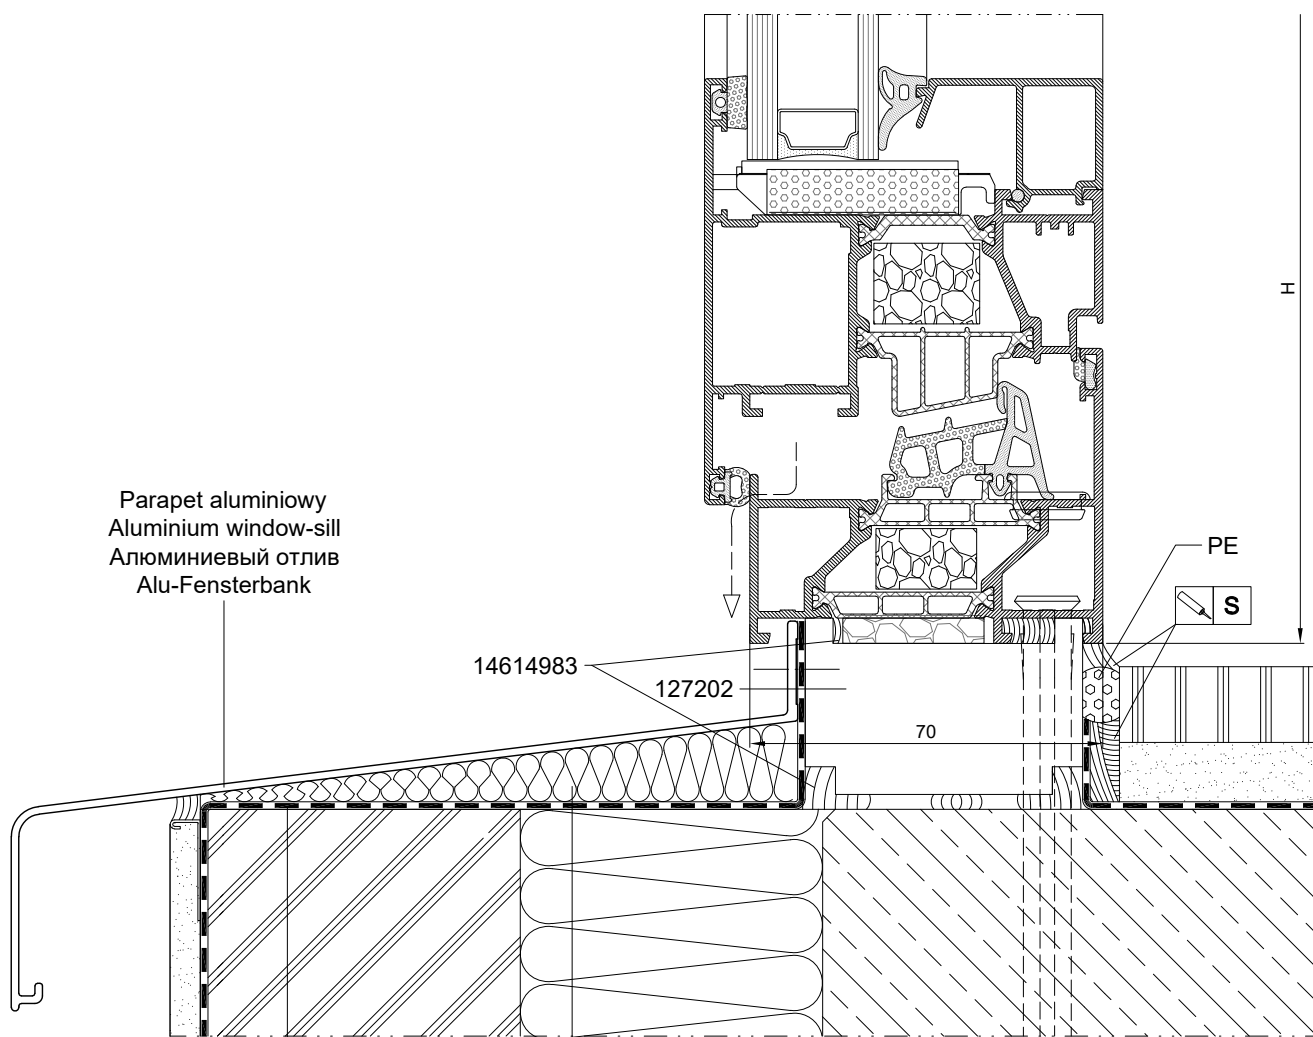 H
Parapet aluminiowy
Aluminium window-sill
Алюминиевый отлив
Alu-Fensterbank
PE
S
14614983
127202
70